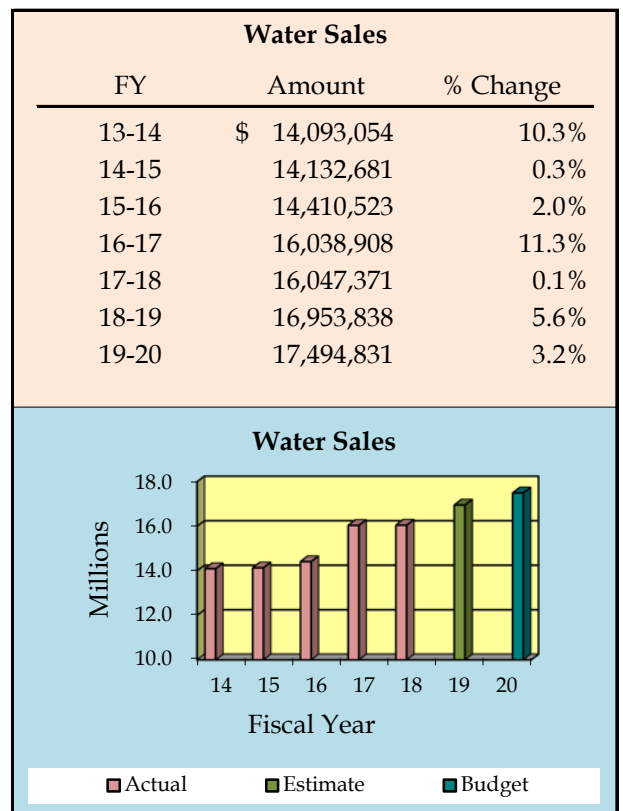 Water Sales
FY Amount % Change
13-14 $ 14,093,054 10.3%
14-15 14,132,681 0.3%
15-16 14,410,523 2.0%
16-17 16,038,908 11.3%
17-18 16,047,371 0.1%
18-19 16,953,838 5.6%
19-20 17,494,831 3.2%
Water Sales
18.0
16.0
14.0
12.0
10.0
Millions
14 15 16 17 18 19 20
Fiscal Year
Actual Estimate Budget